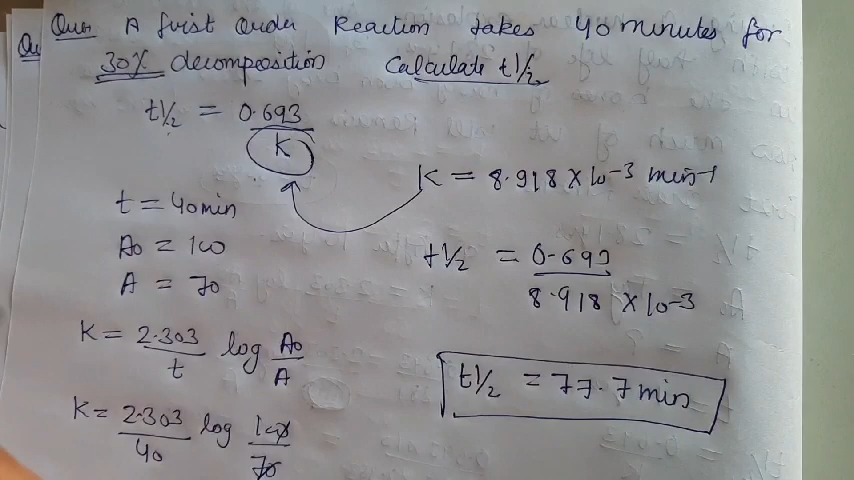 Ques A first order Reaction takes 40 minutes for
30% decomposition Calculate t1/2
t1/2 = 0.693
K
t = 40 min
A0 = 100
A = 70
K = 2.303 log A0
t A
K = 2.303 log 100
40 70
K = 8.918 X 10-3 min-1
t1/2 = 0.693
8.918 X 10-3
t1/2 = 77.7 min